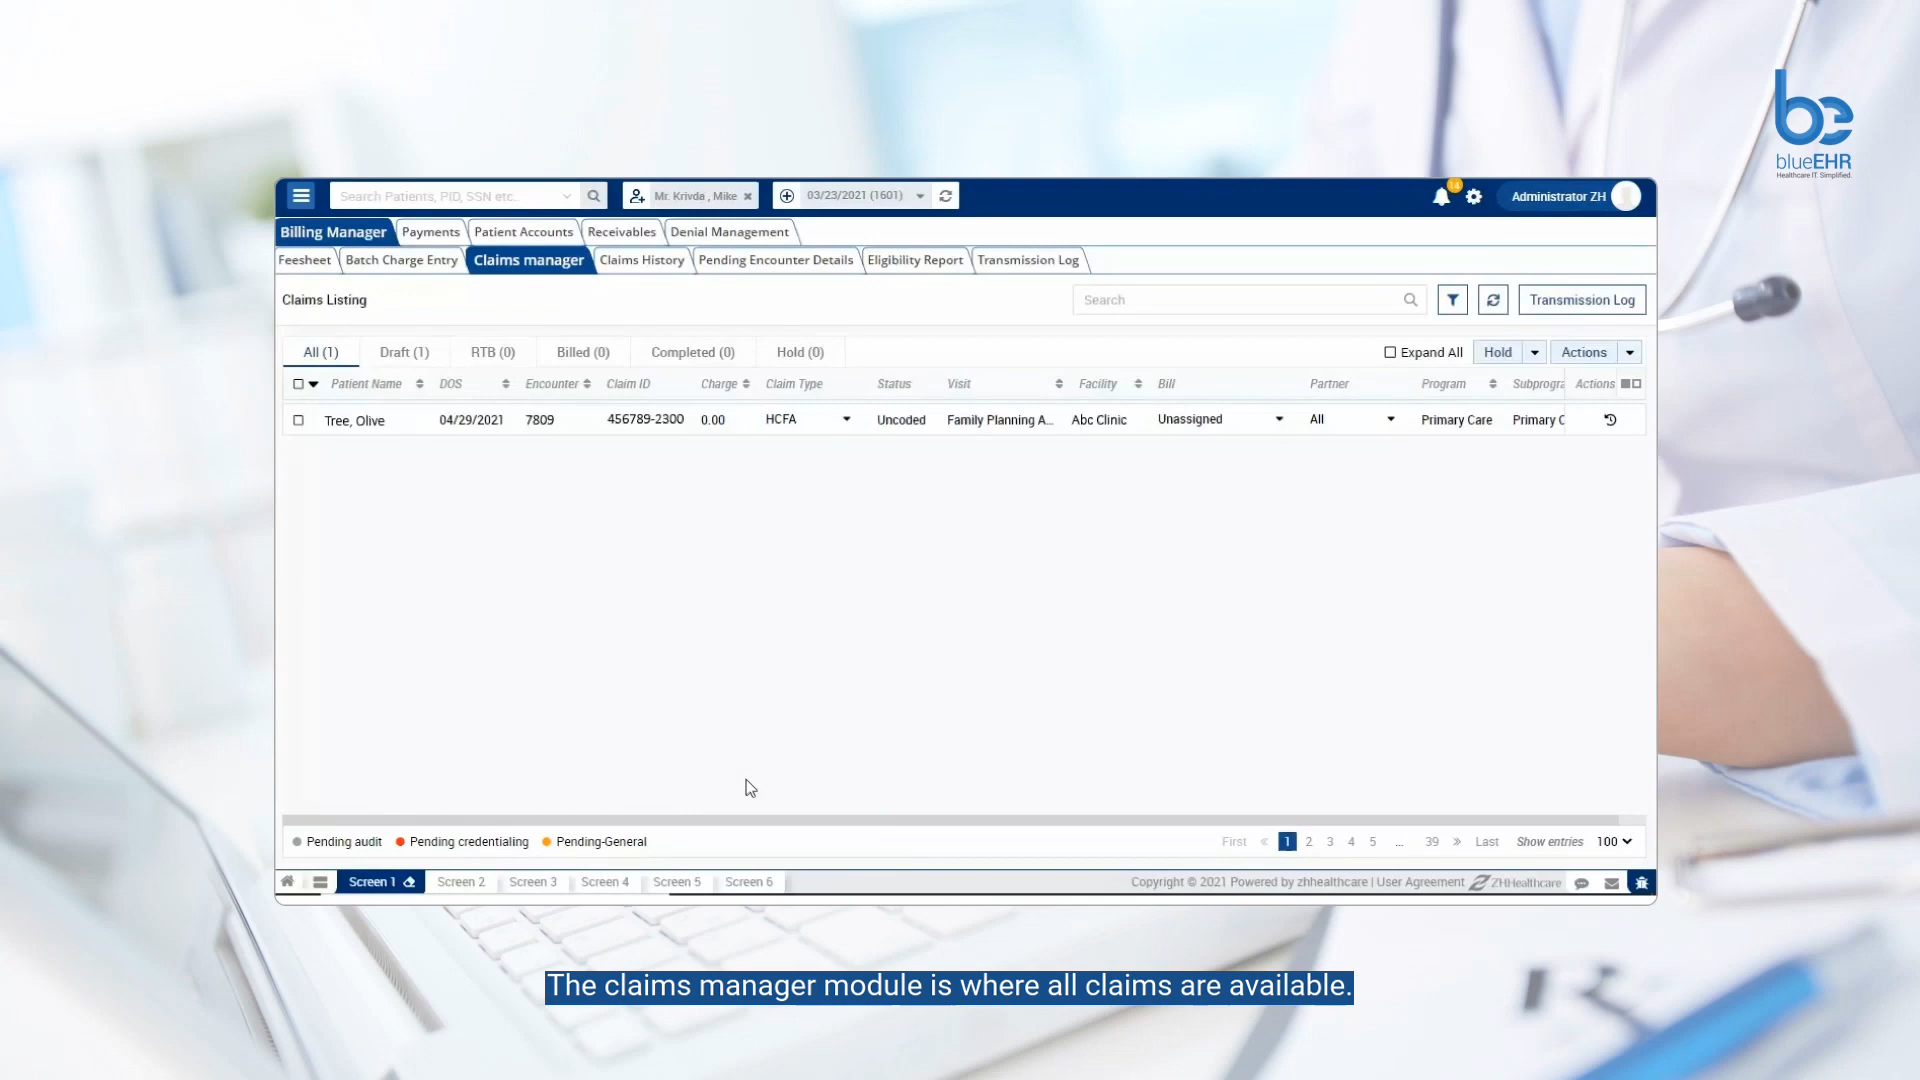 be
blueEHR
Healthcare IT. Simplified.
Search Patients, PID, SSN etc.. Mr. Krivda , Mike 03/23/2021 (1601) 14 Administrator ZH
Billing Manager Payments Patient Accounts Receivables Denial Management
Feesheet Batch Charge Entry Claims manager Claims History Pending Encounter Details Eligibility Report Transmission Log
Claims Listing Search Transmission Log
All (1) Draft (1) RTB (0) Billed (0) Completed (0) Hold (0) Expand All Hold Actions
Patient Name DOS Encounter Claim ID Charge Claim Type Status Visit Facility Bill Partner Program Subprogra Actions
Tree, Olive 04/29/2021 7809 456789-2300 0.00 HCFA Uncoded Family Planning A... Abc Clinic Unassigned All Primary Care Primary C
Pending audit Pending credentialing Pending-General First « 1 2 3 4 5 ... 39 » Last Show entries 100
Screen 1 Screen 2 Screen 3 Screen 4 Screen 5 Screen 6 Copyright © 2021 Powered by zhhealthcare | User Agreement ZHHealthcare
The claims manager module is where all claims are available.